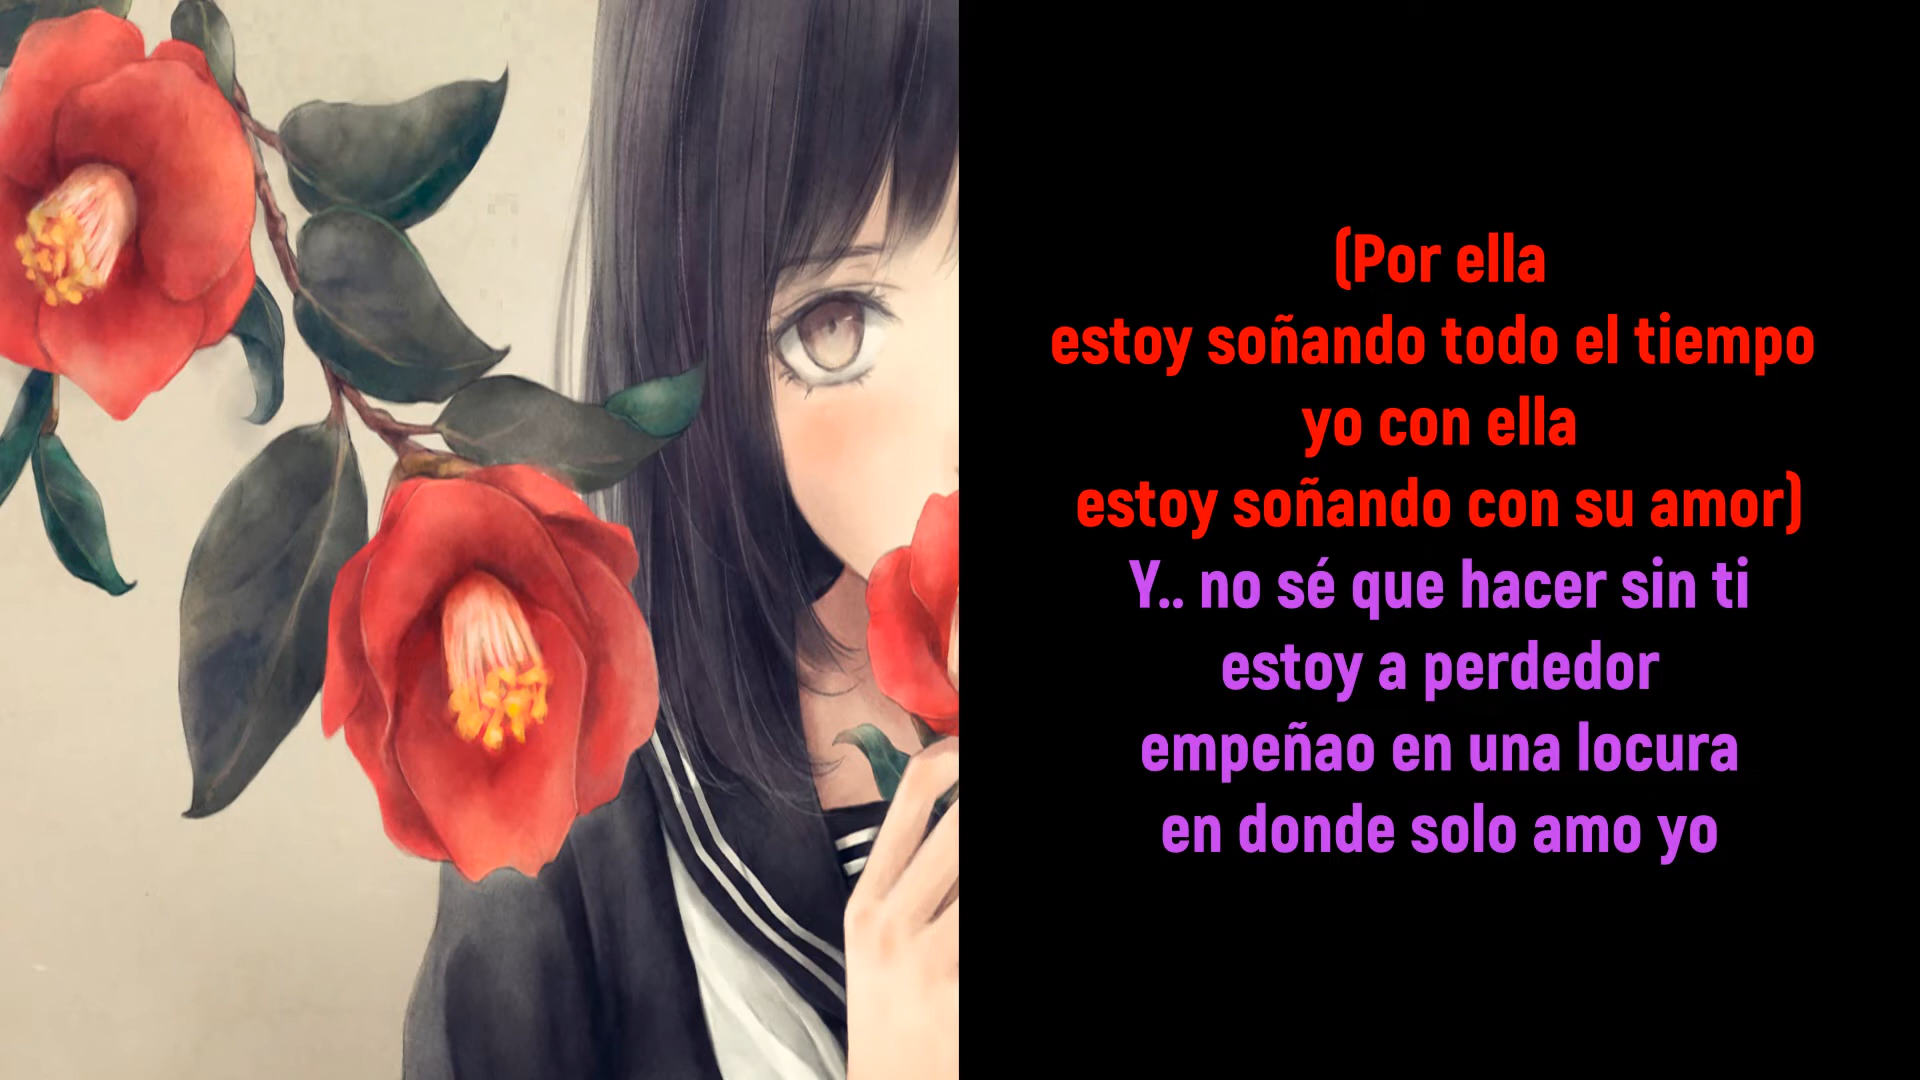 (Por ella
estoy soñando todo el tiempo
yo con ella
estoy soñando con su amor)
Y.. no sé que hacer sin ti
estoy a perdedor
empeñao en una locura
en donde solo amo yo